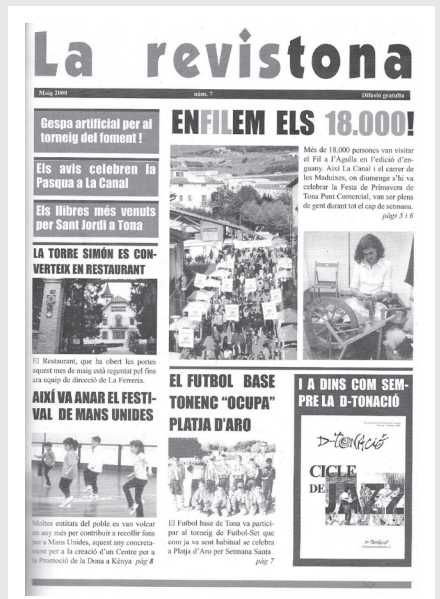 La revistona
Maig 2000 núm. 7 Difusió gratuïta
Gespa artificial per al
torneig del foment !
Els avis celebren la
Pasqua a La Canal
Els llibres més venuts
per Sant Jordi a Tona
LA TORRE SIMÓN ES CON-
VERTEIX EN RESTAURANT
El Restaurant, que ha obert les portes
aquest mes de maig està regentat pel fins
ara equip de direcció de La Ferreria.
AIXÍ VA ANAR EL FESTI-
VAL DE MANS UNIDES
Moltes entitats del poble es van volcar
un any més per contribuir a recollir fons
per a Mans Unides, aquest any concreta-
ment per a la creació d'un Centre per a
la Promoció de la Dona a Kènya pàg 8
ENFILEM ELS 18.000!
Més de 18.000 persones van visitar
el Fil a l'Agulla en l'edició d'en-
guany. Així La Canal i el carrer de
les Maduixes, on diumenge s'hi va
celebrar la Festa de Primavera de
Tona Punt Comercial, van ser plens
de gent durant tot el cap de setmana.
pàge 5 i 6
EL FUTBOL BASE
TONENC “OCUPA”
PLATJA D'ARO
El Futbol base de Tona va partici-
par al torneig de Futbol-Set que
com ja va sent habitual se celebra
a Platja d'Aro per Setmana Santa
pàg 7
I A DINS COM SEM-
PRE LA D-TONACIÓ
D-TONACIÓ
CICLE
DE